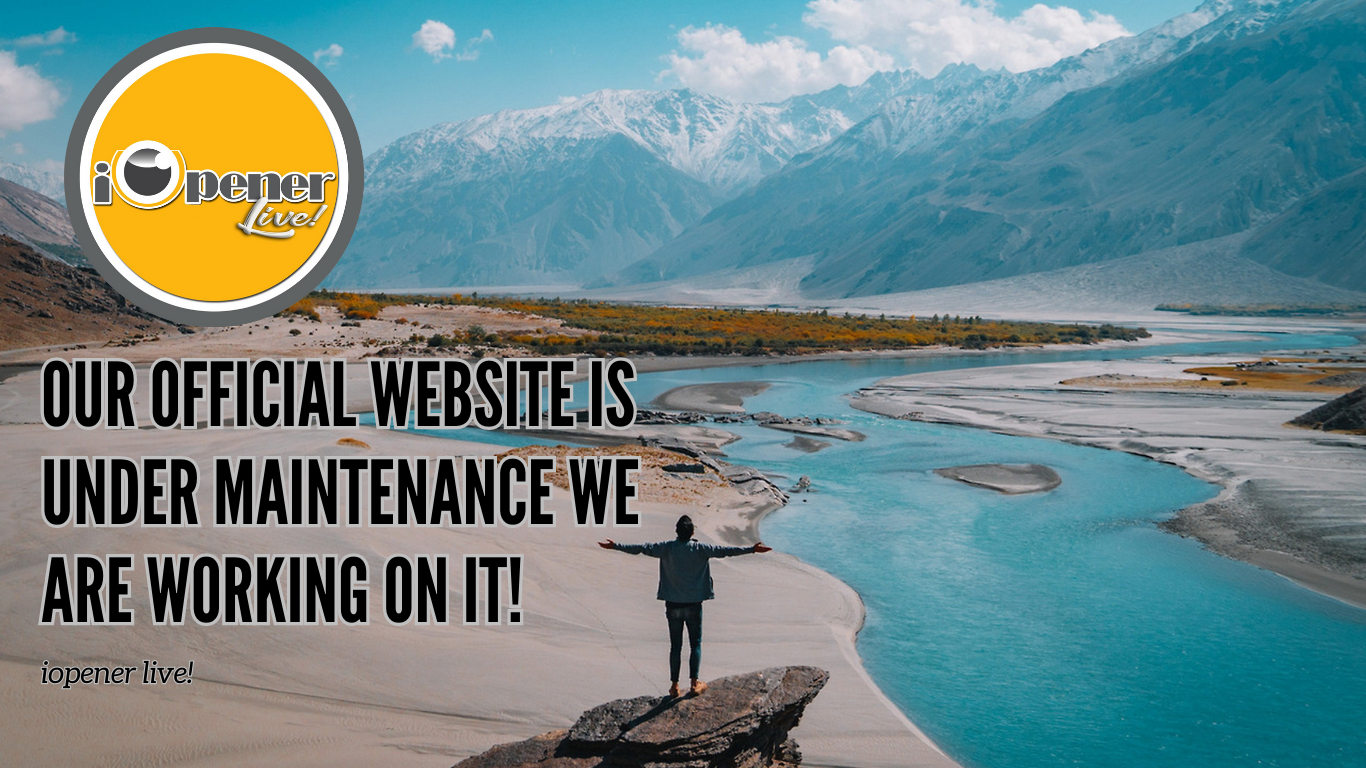 iOpener
Live!
OUR OFFICIAL WEBSITE IS
UNDER MAINTENANCE WE
ARE WORKING ON IT!
iopener live!